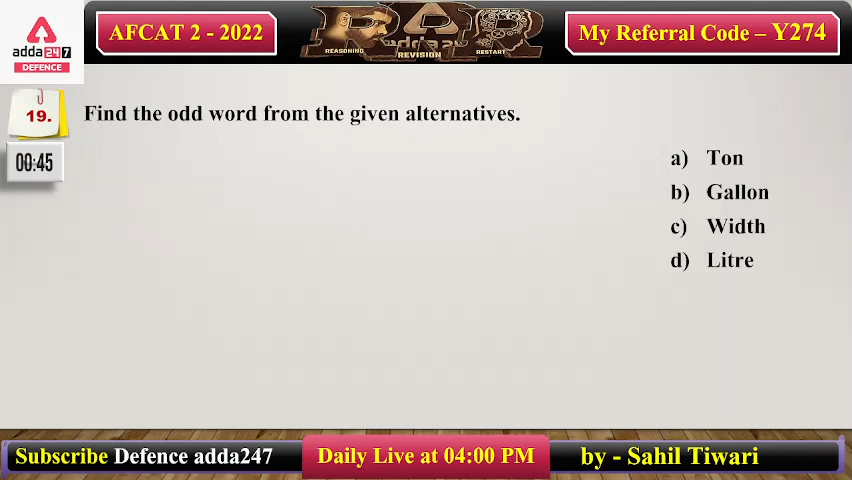 adda247
DEFENCE
AFCAT 2 - 2022
REASONING
REVISION
RESTART
My Referral Code – Y274
19.
Find the odd word from the given alternatives.
00:45
a) Ton
b) Gallon
c) Width
d) Litre
Subscribe Defence adda247
Daily Live at 04:00 PM
by - Sahil Tiwari